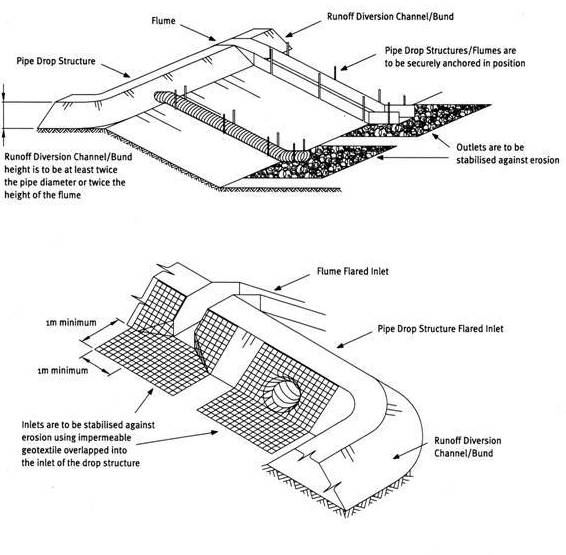 Flume
Runoff Diversion Channel/Bund
Pipe Drop Structure
Pipe Drop Structures/Flumes are
to be securely anchored in position
Runoff Diversion Channel/Bund
height is to be at least twice
the pipe diameter or twice the
height of the flume
Outlets are to be
stabilised against erosion
Flume Flared Inlet
1m minimum
Pipe Drop Structure Flared Inlet
1m minimum
Inlets are to be stabilised against
erosion using impermeable
geotextile overlapped into
the inlet of the drop structure
Runoff Diversion
Channel/Bund